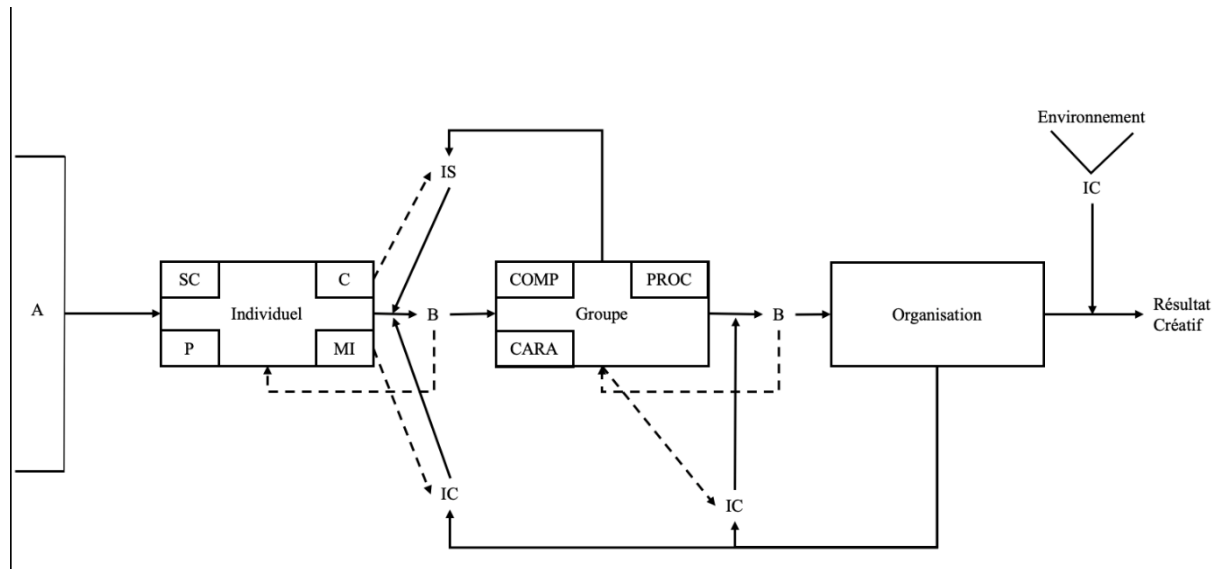 Environnement
IS
IC
SC
C
COMP
PROC
A
Individuel
B
Groupe
B
Organisation
Résultat
Créatif
P
MI
CARA
IC
IC